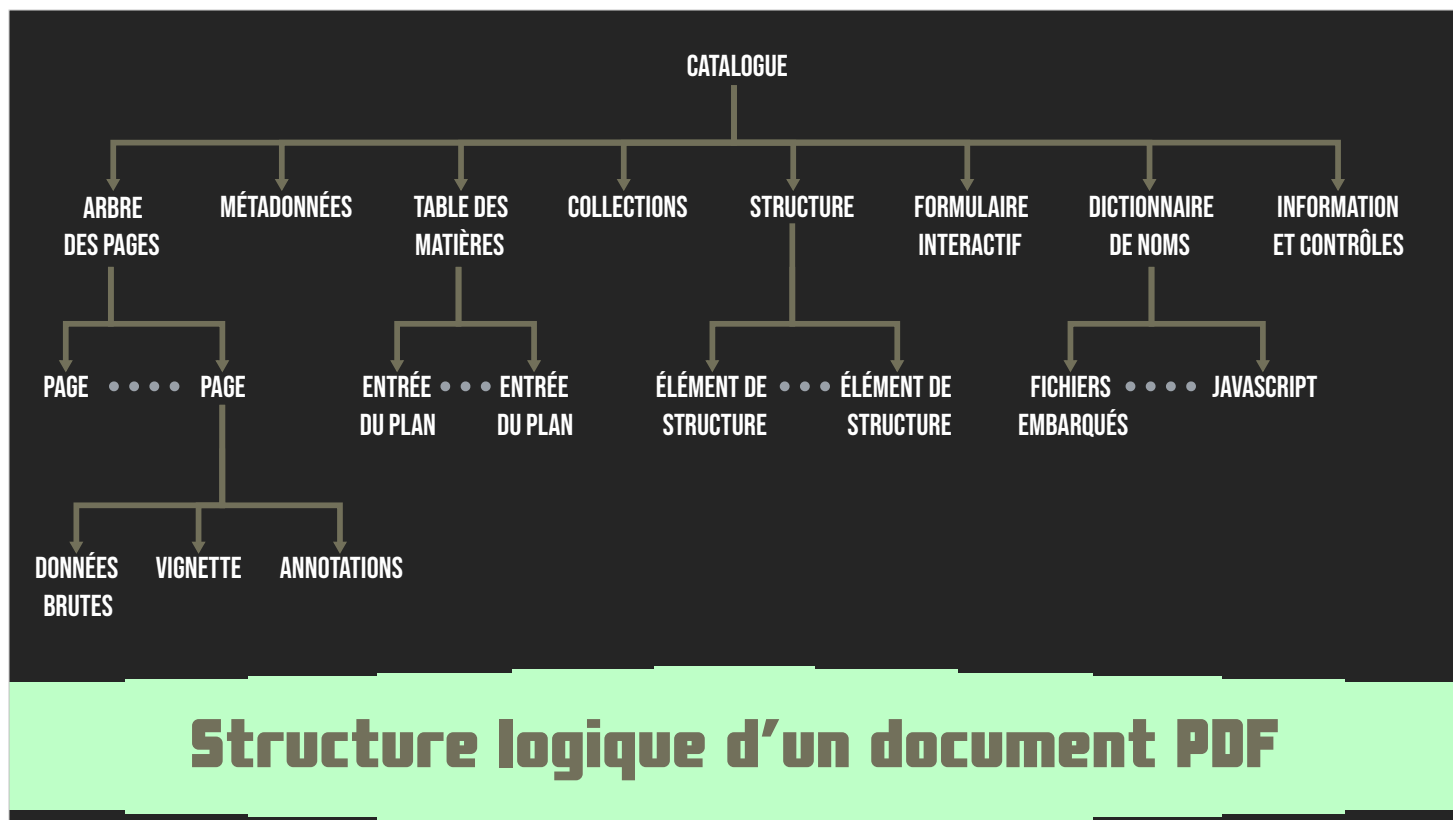 CATALOGUE
ARBRE
DES PAGES
MÉTADONNÉES
TABLE DES
MATIÈRES
COLLECTIONS
STRUCTURE
FORMULAIRE
INTERACTIF
DICTIONNAIRE
DE NOMS
INFORMATION
ET CONTRÔLES
PAGE
PAGE
ENTRÉE
DU PLAN
ENTRÉE
DU PLAN
ÉLÉMENT DE
STRUCTURE
ÉLÉMENT DE
STRUCTURE
FICHIERS
EMBARQUÉS
JAVASCRIPT
DONNÉES
BRUTES
VIGNETTE
ANNOTATIONS
Structure logique d’un document PDF